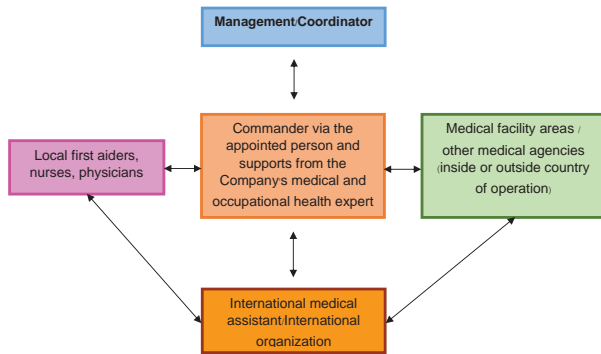 Management/Coordinator
Local first aiders,
nurses, physicians
Commander via the
appointed person and
supports from the
Company's medical and
occupational health expert
Medical facility areas /
other medical agencies
(inside or outside country
of operation)
International medical
assistant/International
organization